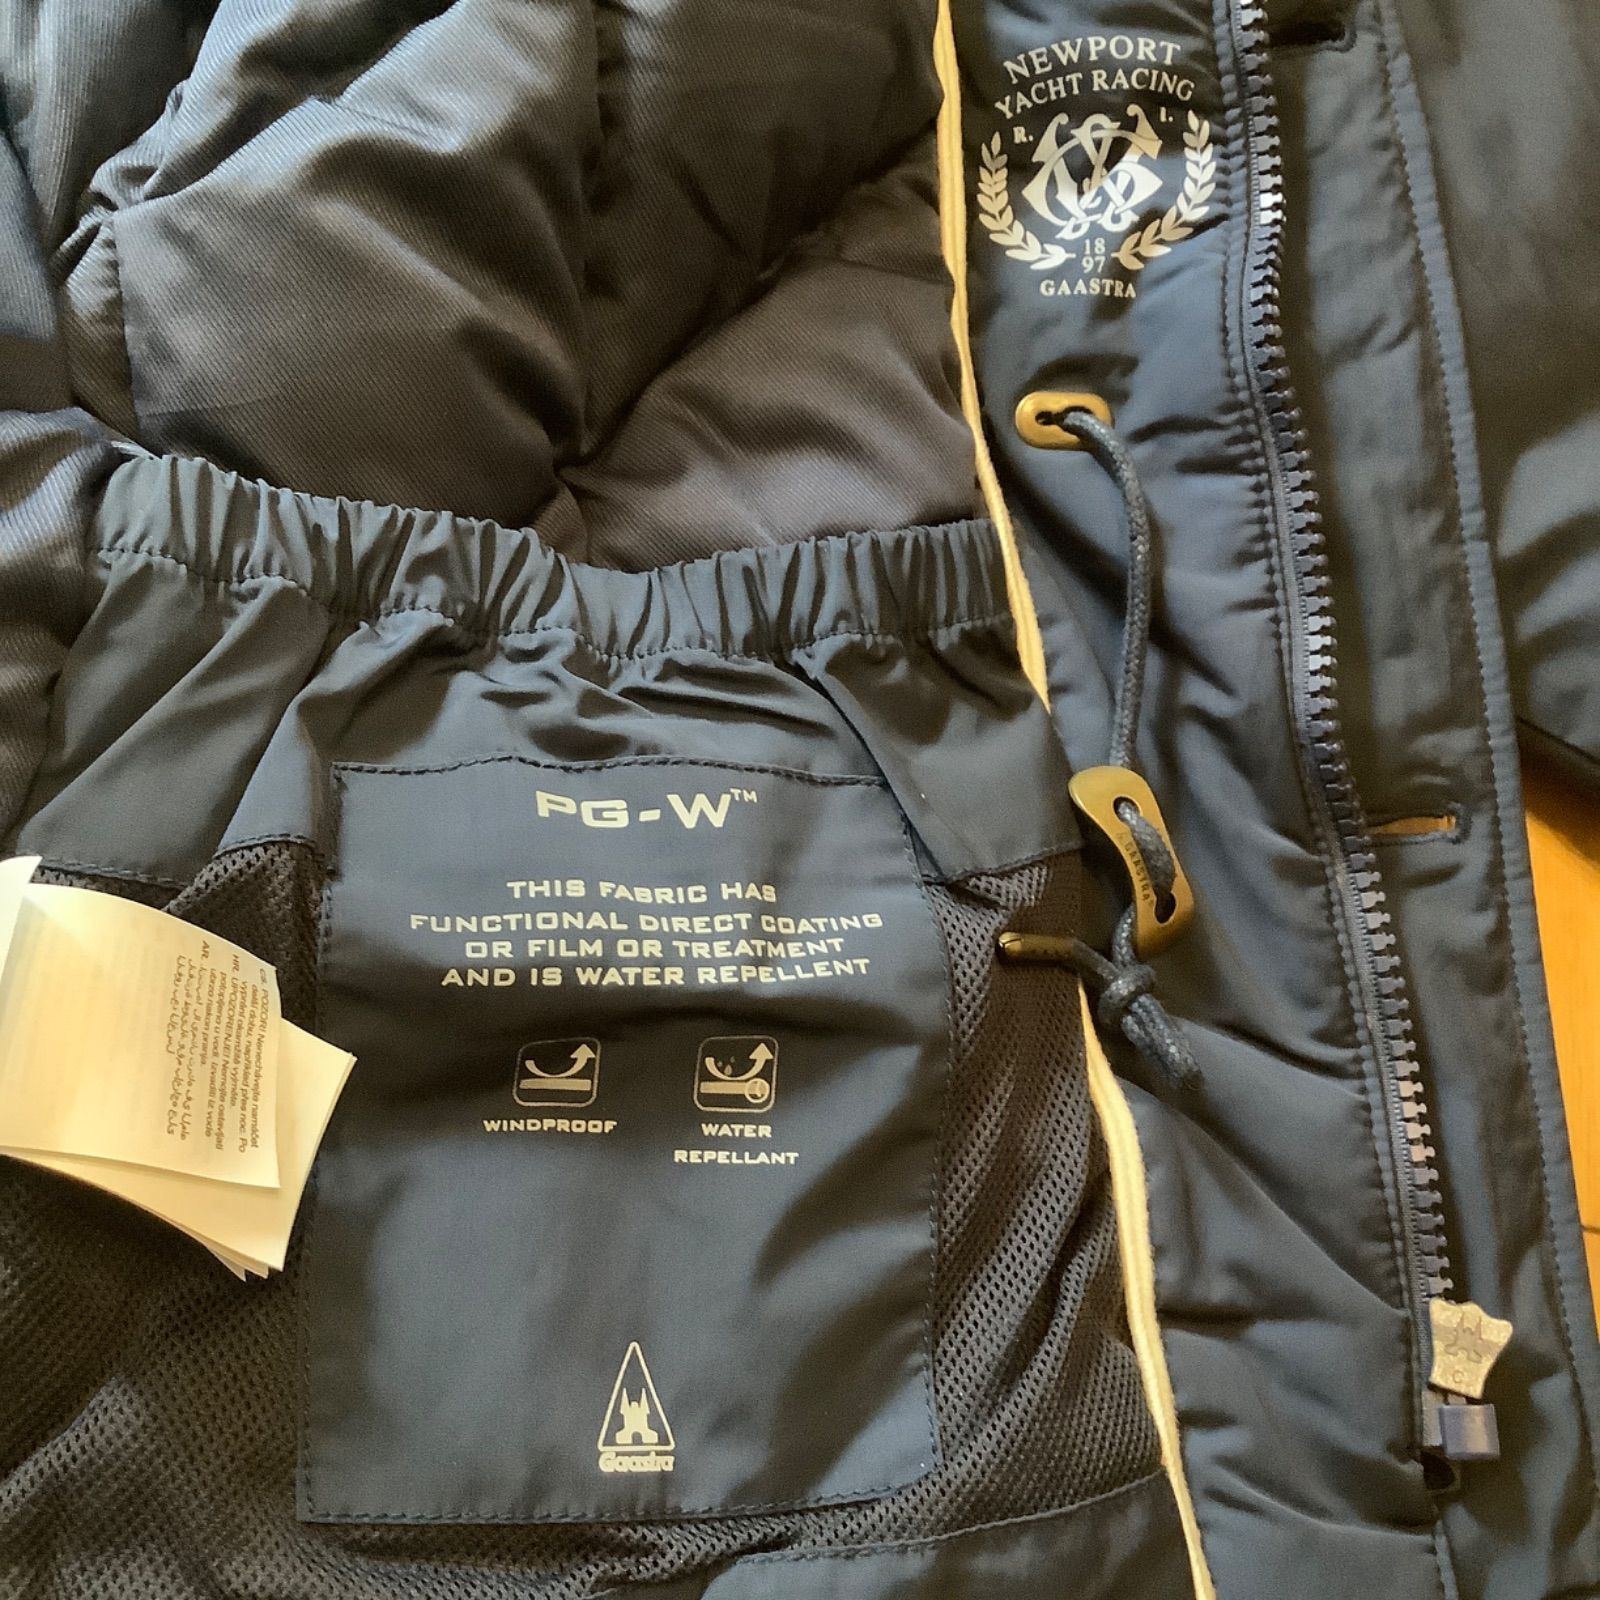 NEWPORT
YACHT RACING
R. I.
18
97
GAASTRA
PG-W™
THIS FABRIC HAS
FUNCTIONAL DIRECT COATING
OR FILM OR TREATMENT
AND IS WATER REPELLENT
WINDPROOF
WATER
REPELLANT
Gaastra
GAASTRA